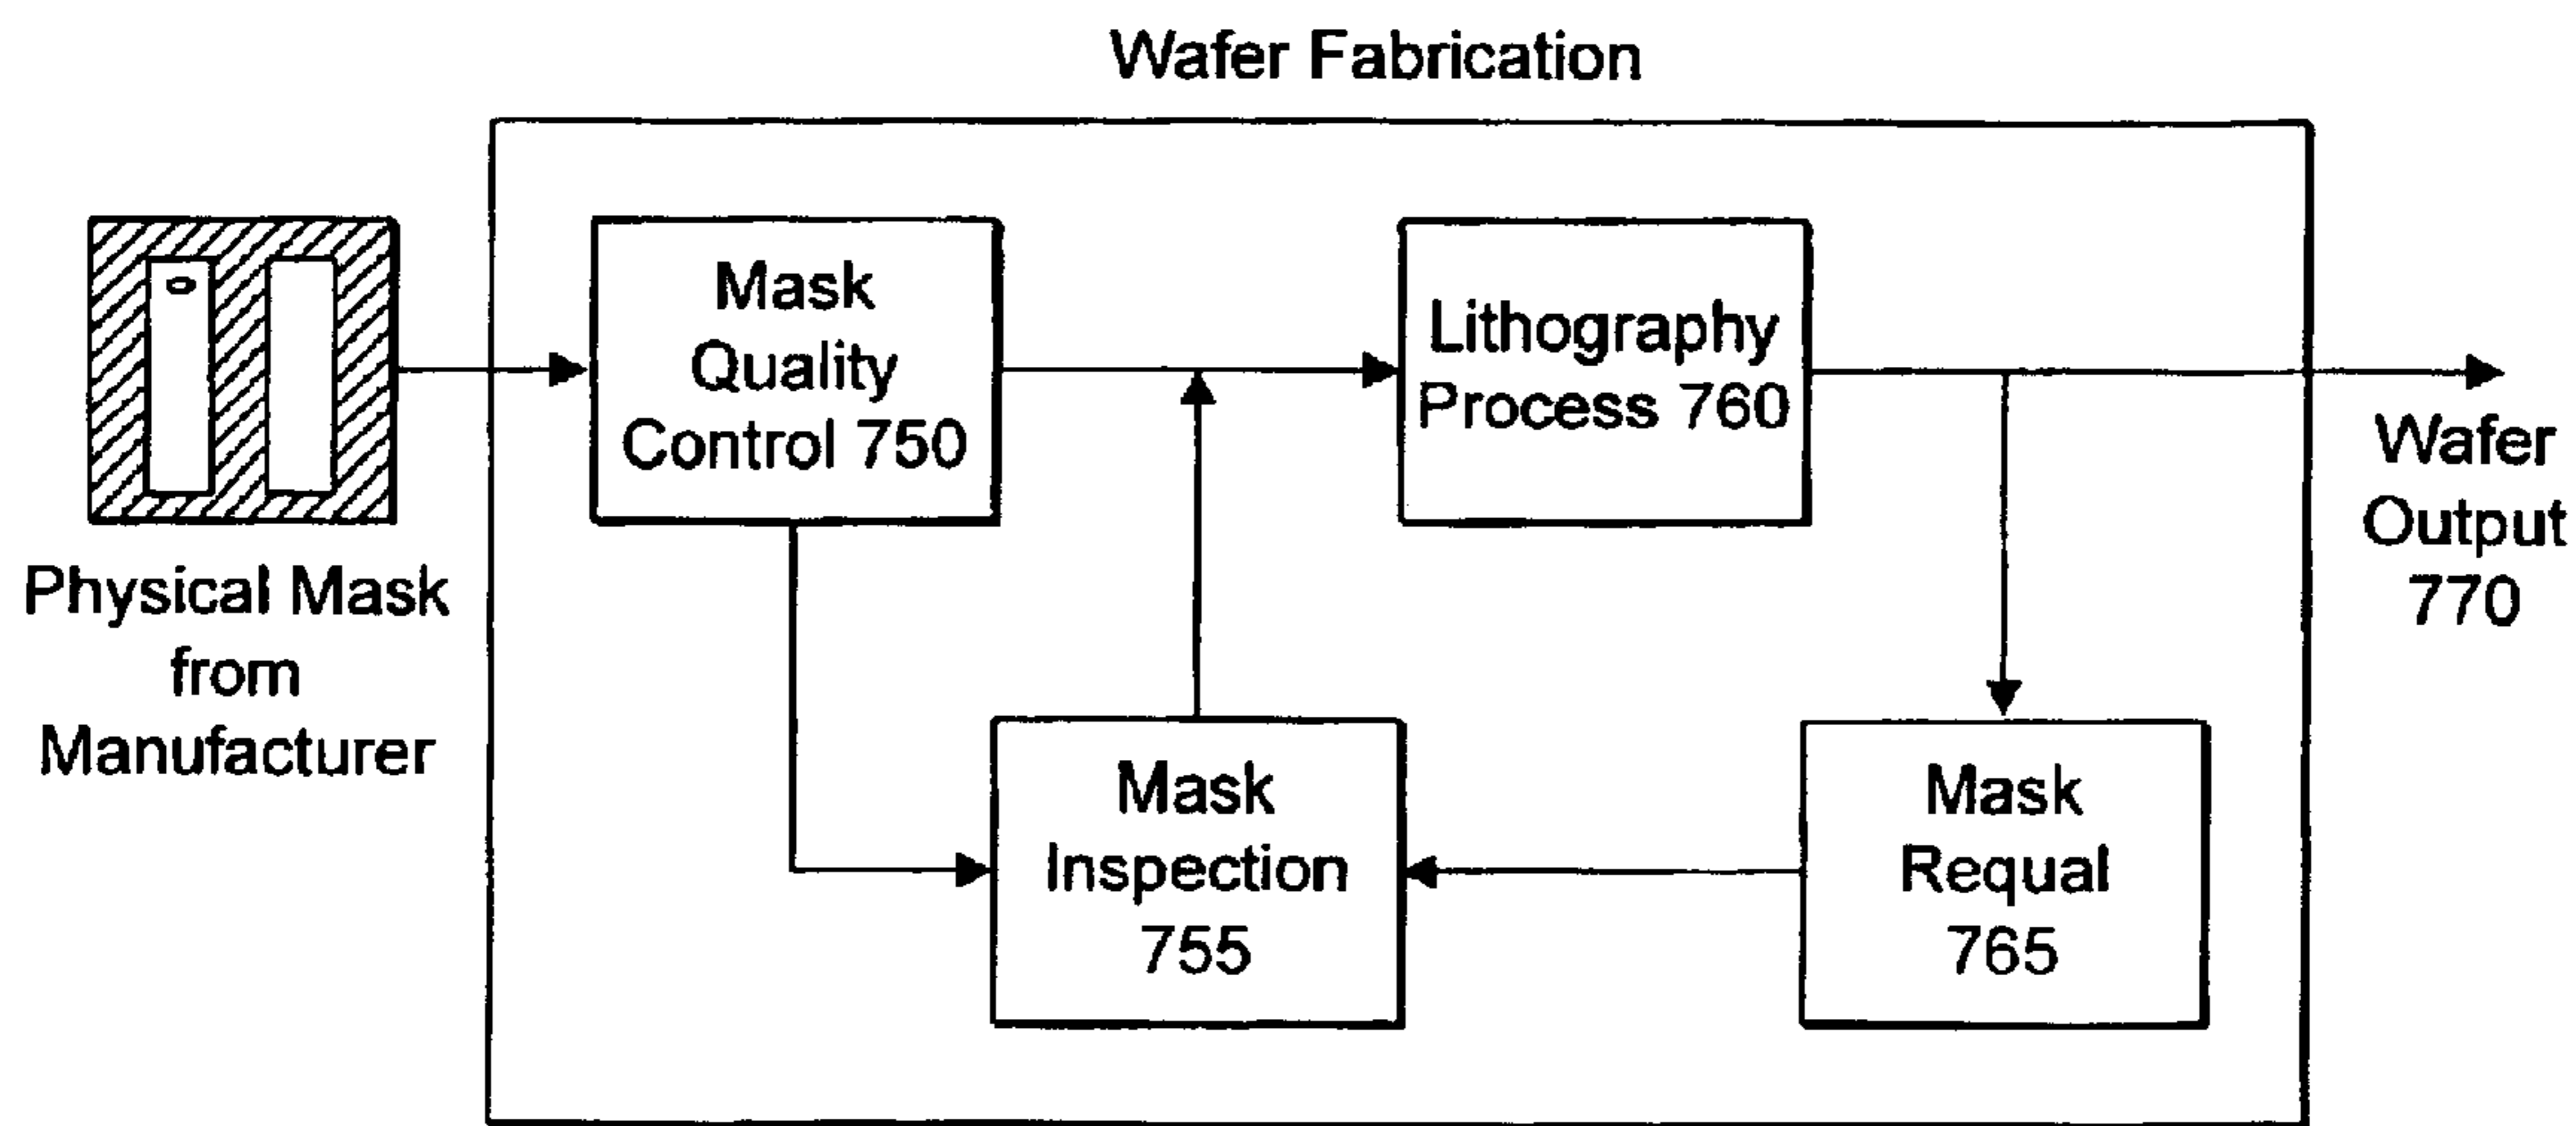 Wafer Fabrication
Mask
Quality
Control 750
Lithography
Process 760
Wafer
Output
770
Physical Mask
from
Manufacturer
Mask
Inspection
755
Mask
Requal
765